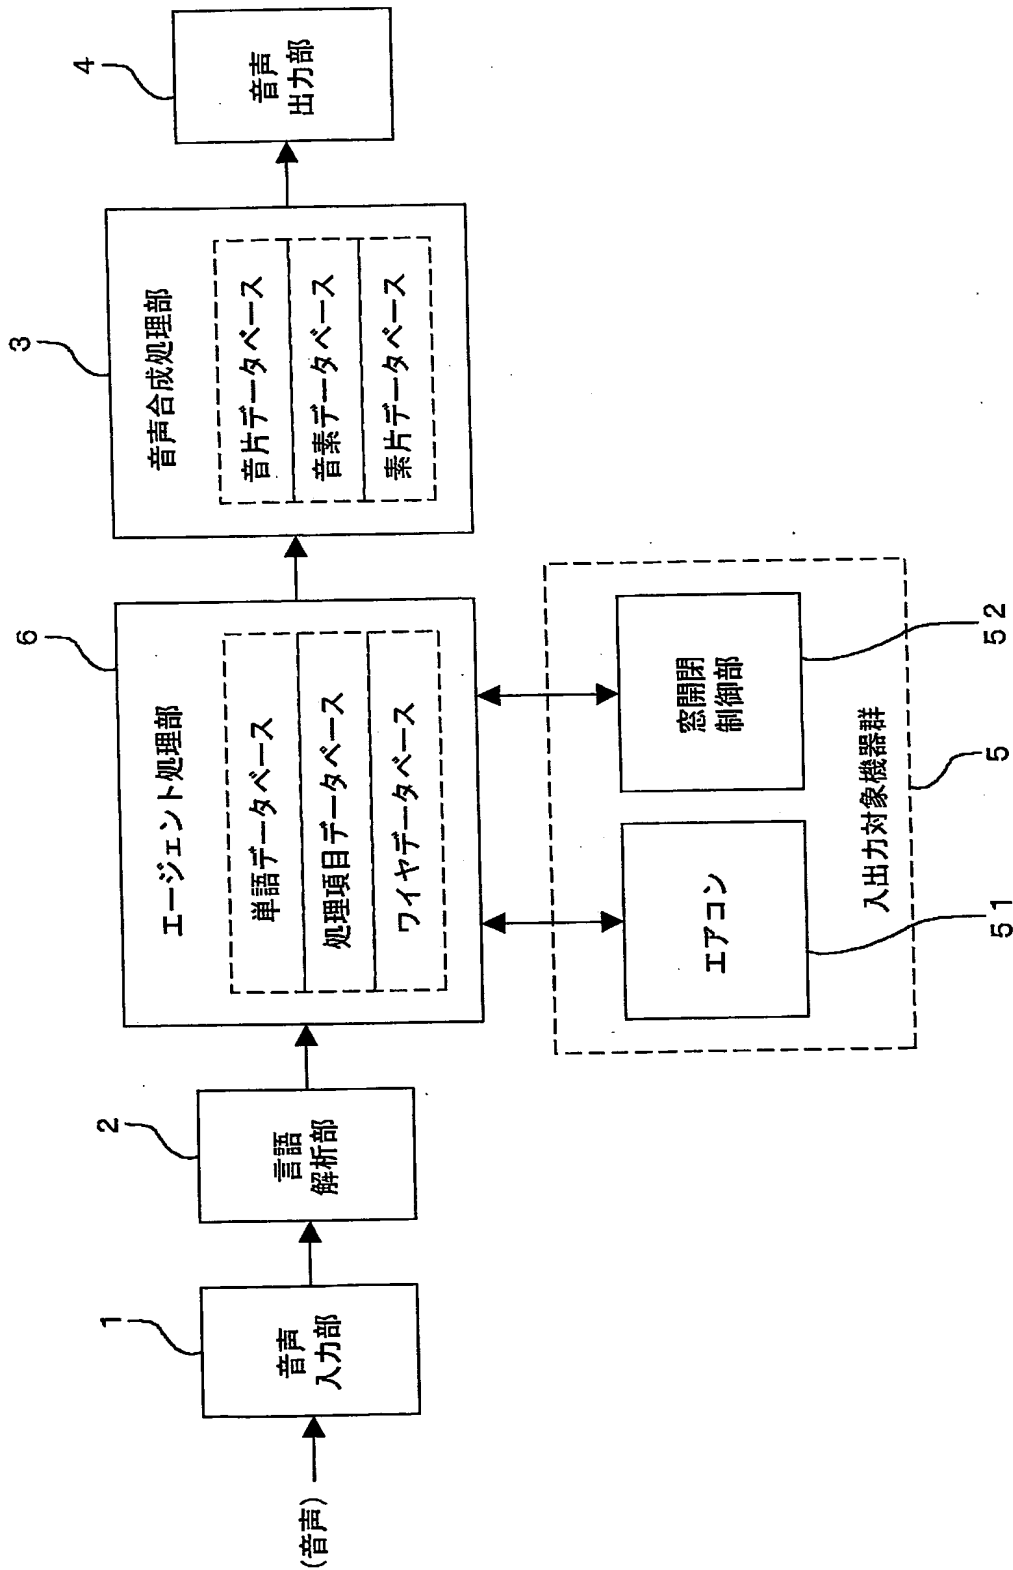 (音声)
1
音声
入力部
2
言語
解析部
6
エージェント処理部
単語データベース
処理項目データベース
ワイヤデータベース
3
音声合成処理部
音片データベース
音素データベース
素片データベース
4
音声
出力部
エアコン
51
窓開閉
制御部
52
入出力対象機器群
5